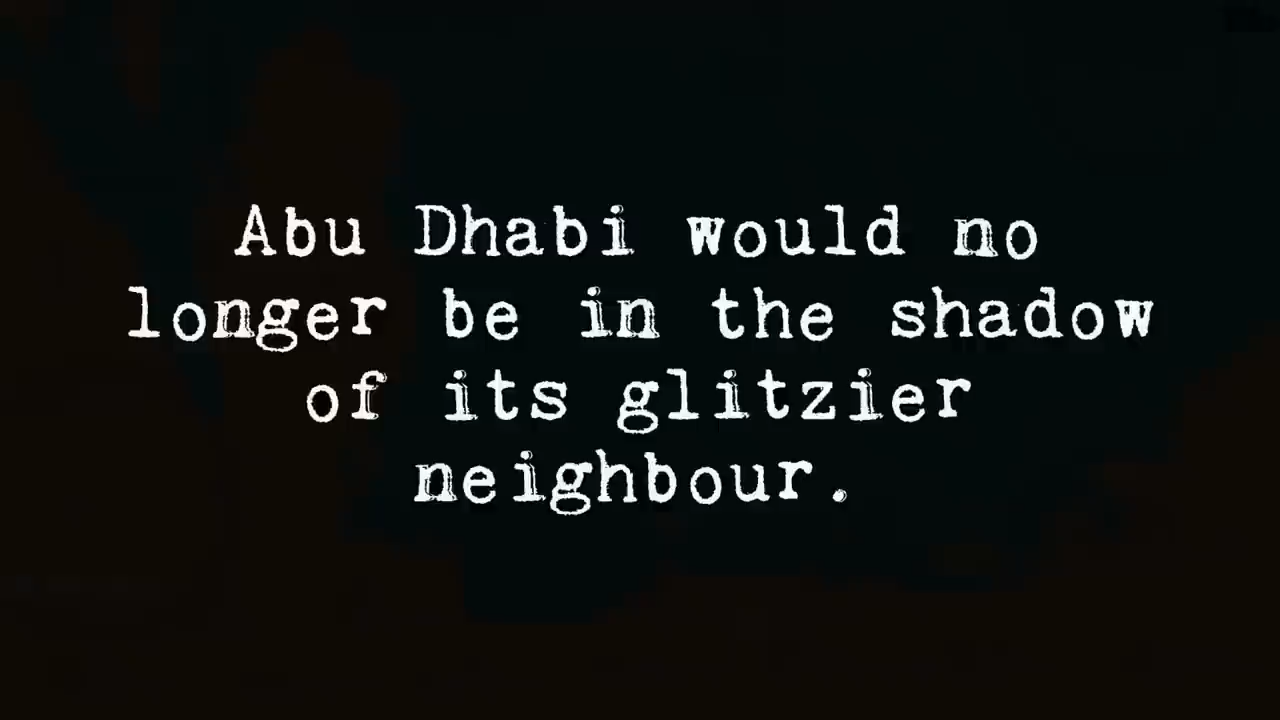 Abu Dhabi would no
longer be in the shadow
of its glitzier
neighbour.